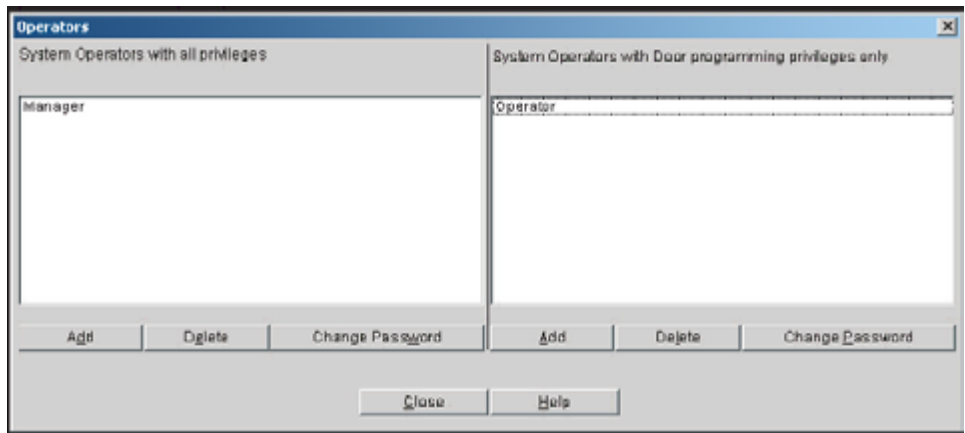 Operators
System Operators with all privileges
System Operators with Door programming privileges only
Manager
Operator
Add Delete Change Password Add Delete Change Password
Close Help